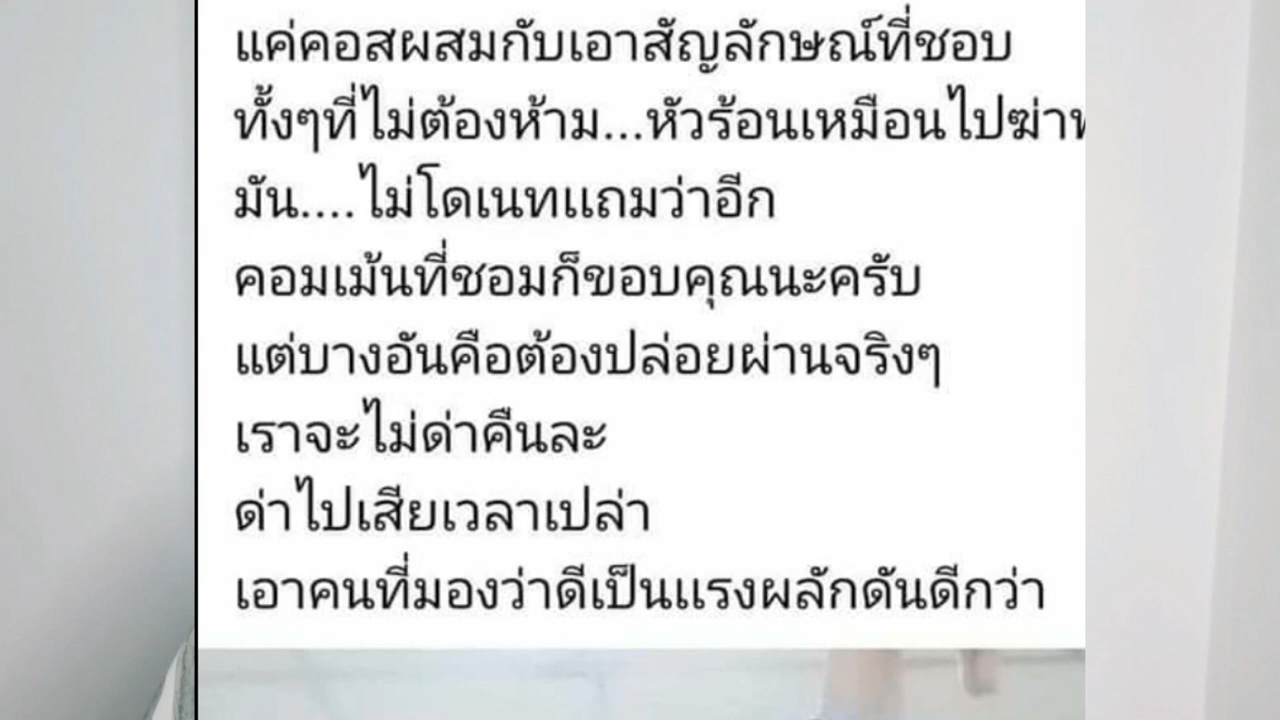 แค่คอสผสมกับเอาสัญลักษณ์ที่ชอบ
ทั้งๆที่ไม่ต้องห้าม...หัวร้อนเหมือนไปฆ่า
มัน....ไม่โดเนทแถมว่าอีก
คอมเม้นที่ชอมก็ขอบคุณนะครับ
แต่บางอันคือต้องปล่อยผ่านจริงๆ
เราจะไม่ด่าคืนละ
ด่าไปเสียเวลาเปล่า
เอาคนที่มองว่าดีเป็นแรงผลักดันดีกว่า